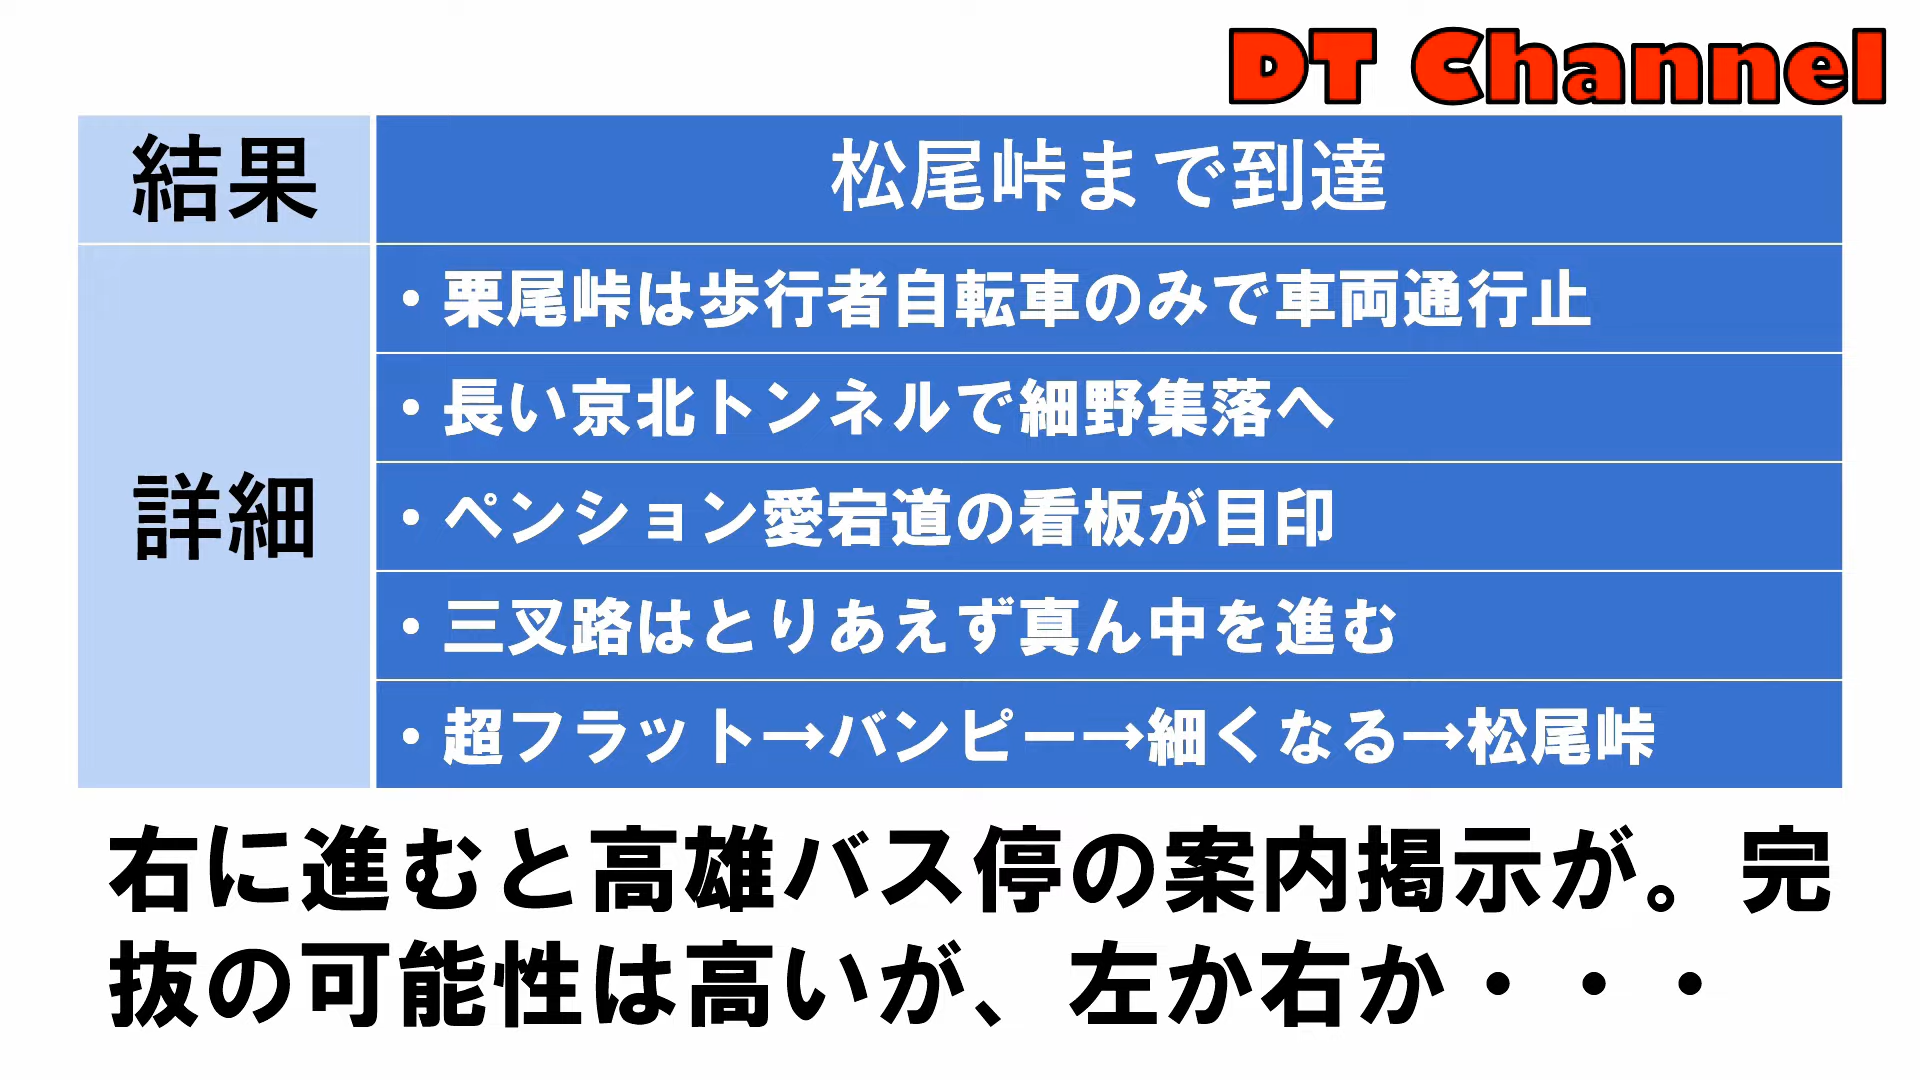 DT Channel
結果
松尾峠まで到達
詳細
・栗尾峠は歩行者自転車のみで車両通行止
・長い京北トンネルで細野集落へ
・ペンション愛宕道の看板が目印
・三叉路はとりあえず真ん中を進む
・超フラット→バンピー→細くなる→松尾峠
右に進むと高雄バス停の案内掲示が。完
抜の可能性は高いが、左か右か・・・